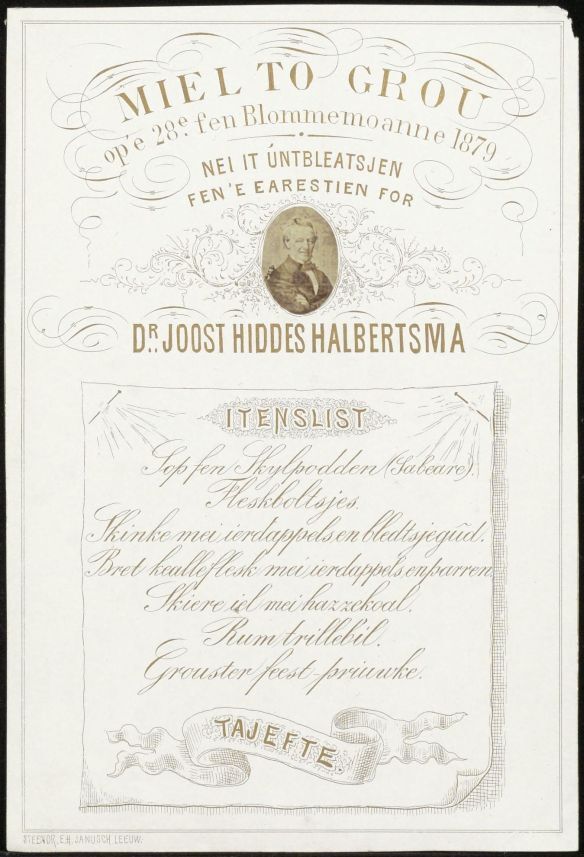 MIEL TO GROU
op'e 28e. fen Blommemoanne 1879
NEI IT ÚNTBLEATSJEN
FEN'E EARESTIEN FOR
DR. JOOST HIDDES HALBERTSMA
ITENSLIST
Sop fen Skylpodden (Sabeare).
Fleskboltsjes.
Skinke mei ierdappels en bledtsjegûd.
Bret kealleflesk mei ierdappels en parren.
Skiere iel mei hazzekoal.
Rum trillebil.
Grouster feest-priuwke.
TAJEFTE.
STEENDR. E.H. JANUSCH, LEEUW.